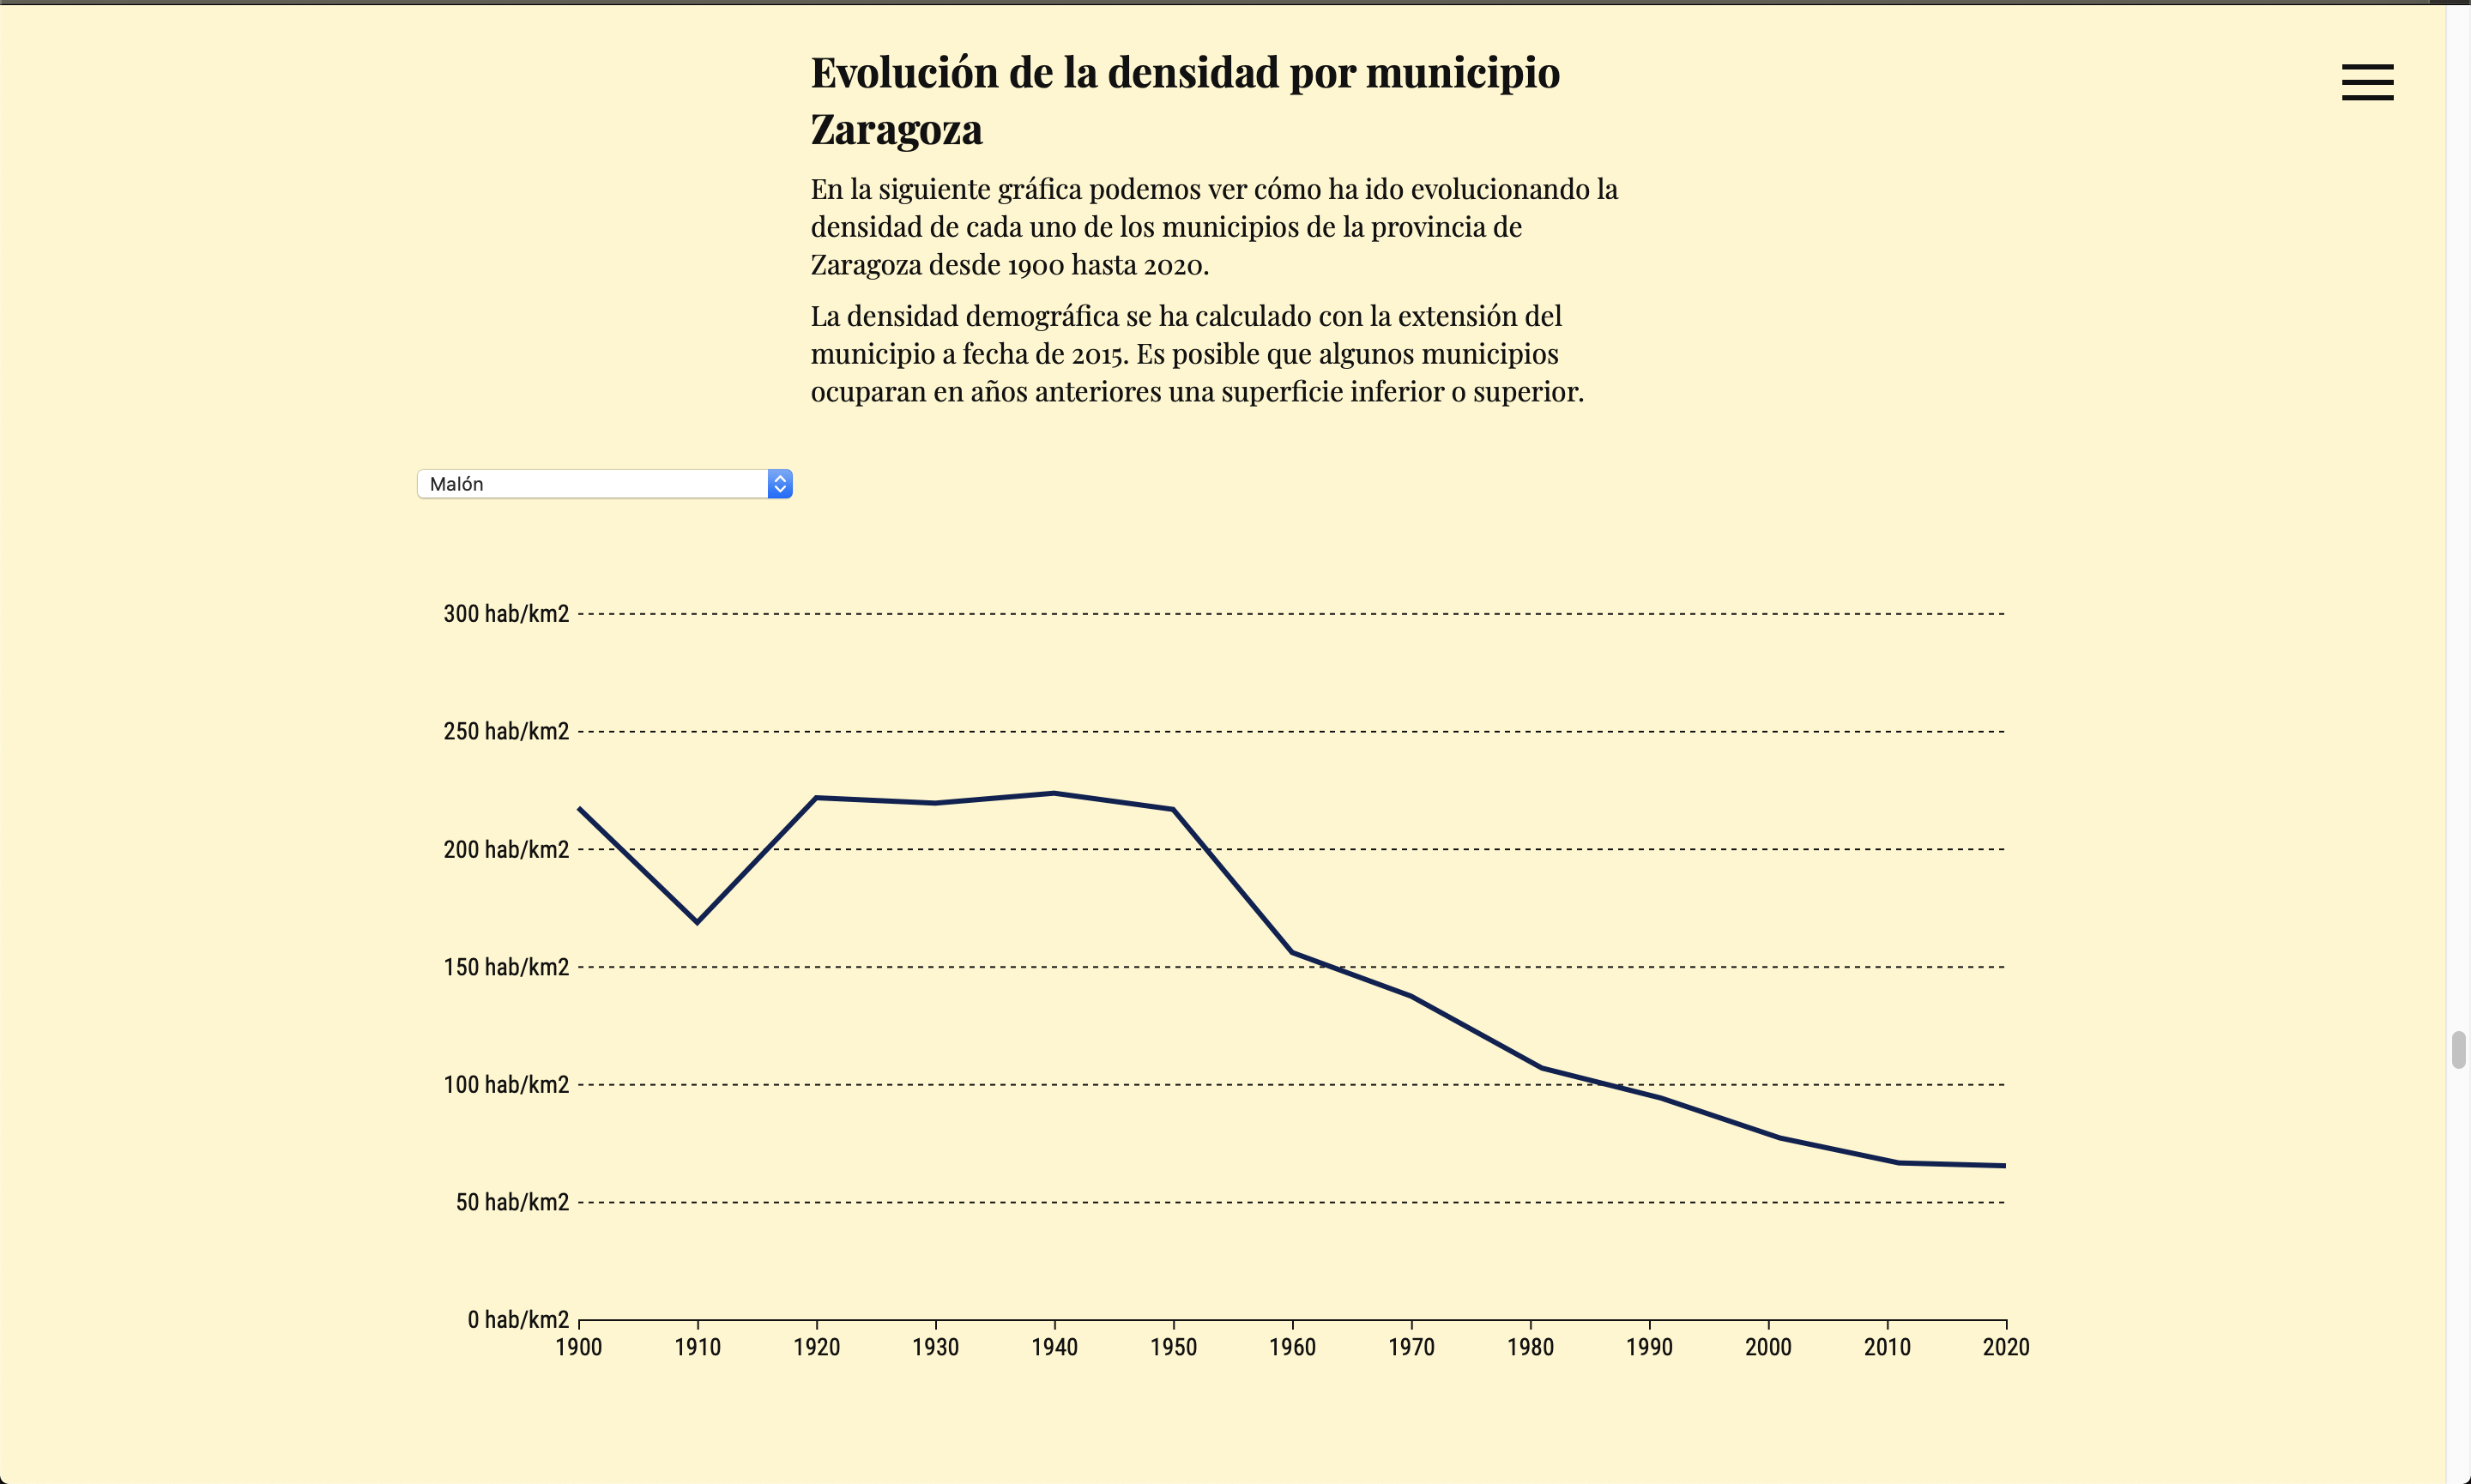 Evolución de la densidad por municipio
Zaragoza
En la siguiente gráfica podemos ver cómo ha ido evolucionando la
densidad de cada uno de los municipios de la provincia de
Zaragoza desde 1900 hasta 2020.
La densidad demográfica se ha calculado con la extensión del
municipio a fecha de 2015. Es posible que algunos municipios
ocuparan en años anteriores una superficie inferior o superior.
Malón
300 hab/km2
250 hab/km2
200 hab/km2
150 hab/km2
100 hab/km2
50 hab/km2
0 hab/km2
1900 1910 1920 1930 1940 1950 1960 1970 1980 1990 2000 2010 2020